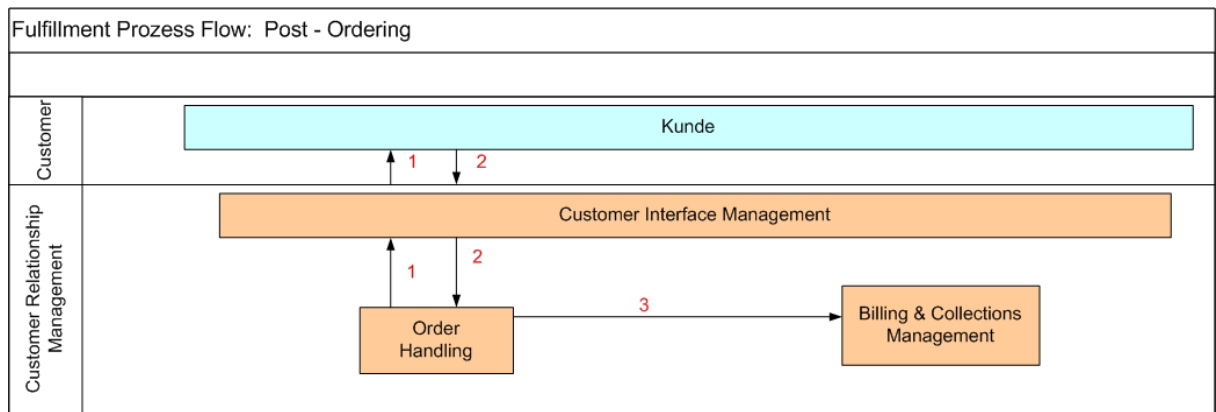 Fulfillment Prozess Flow:  Post - Ordering
Customer
Kunde
1
2
Customer Relationship
Management
Customer Interface Management
1
2
Order
Handling
3
Billing & Collections
Management